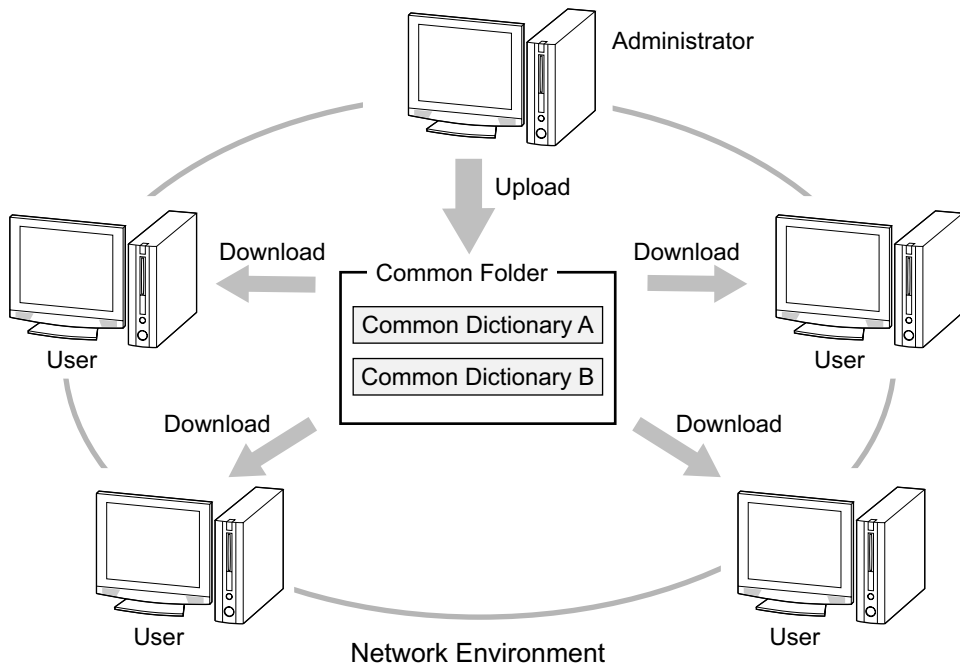 Administrator
Upload
Download
Download
Common Folder
Common Dictionary A
Common Dictionary B
User
User
Download
Download
User
User
Network Environment